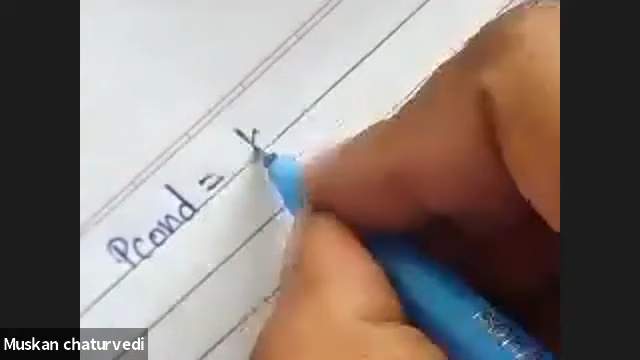 Pcond =
Muskan chaturvedi